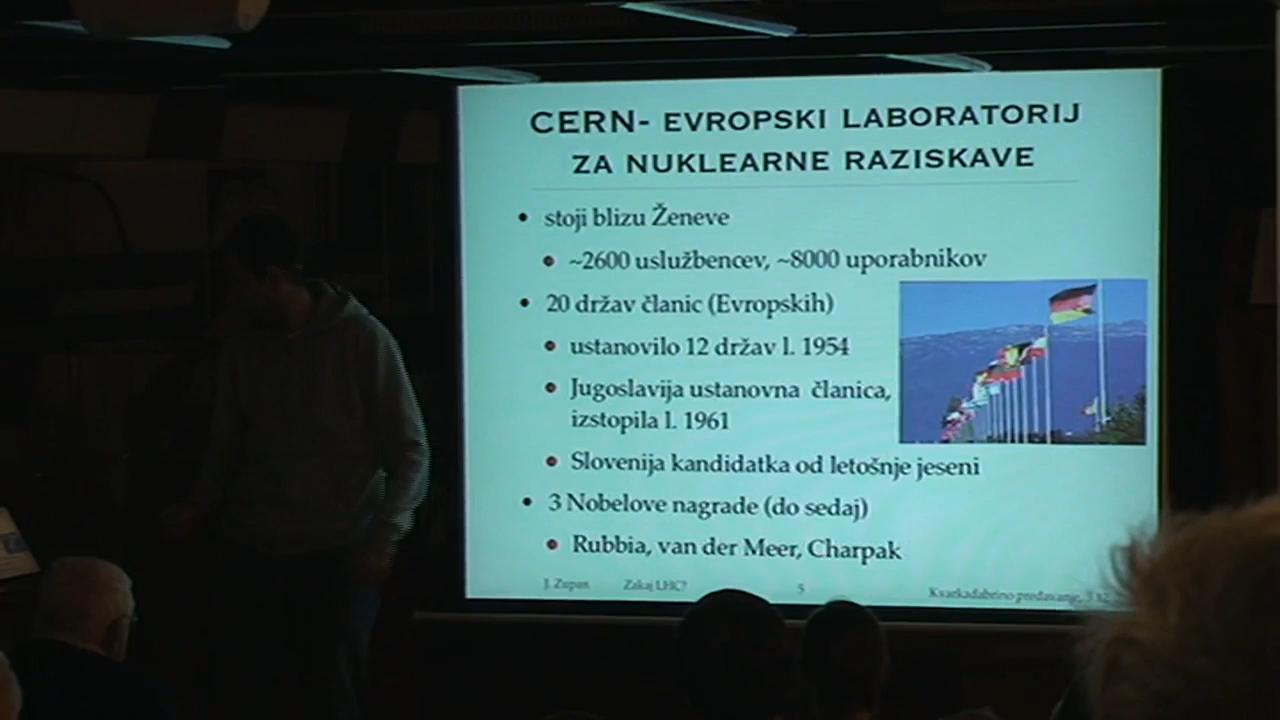 CERN- EVROPSKI LABORATORIJ
ZA NUKLEARNE RAZISKAVE
• stoji blizu Ženeve
• ~2600 uslužbencev, ~8000 uporabnikov
• 20 držav članic (Evropskih)
• ustanovilo 12 držav l. 1954
• Jugoslavija ustanovna članica,
izstopila l. 1961
• Slovenija kandidatka od letošnje jeseni
• 3 Nobelove nagrade (do sedaj)
• Rubbia, van der Meer, Charpak
J. Zupan Zakaj LHC? 5 Kvarkadabrino predavanje, 3